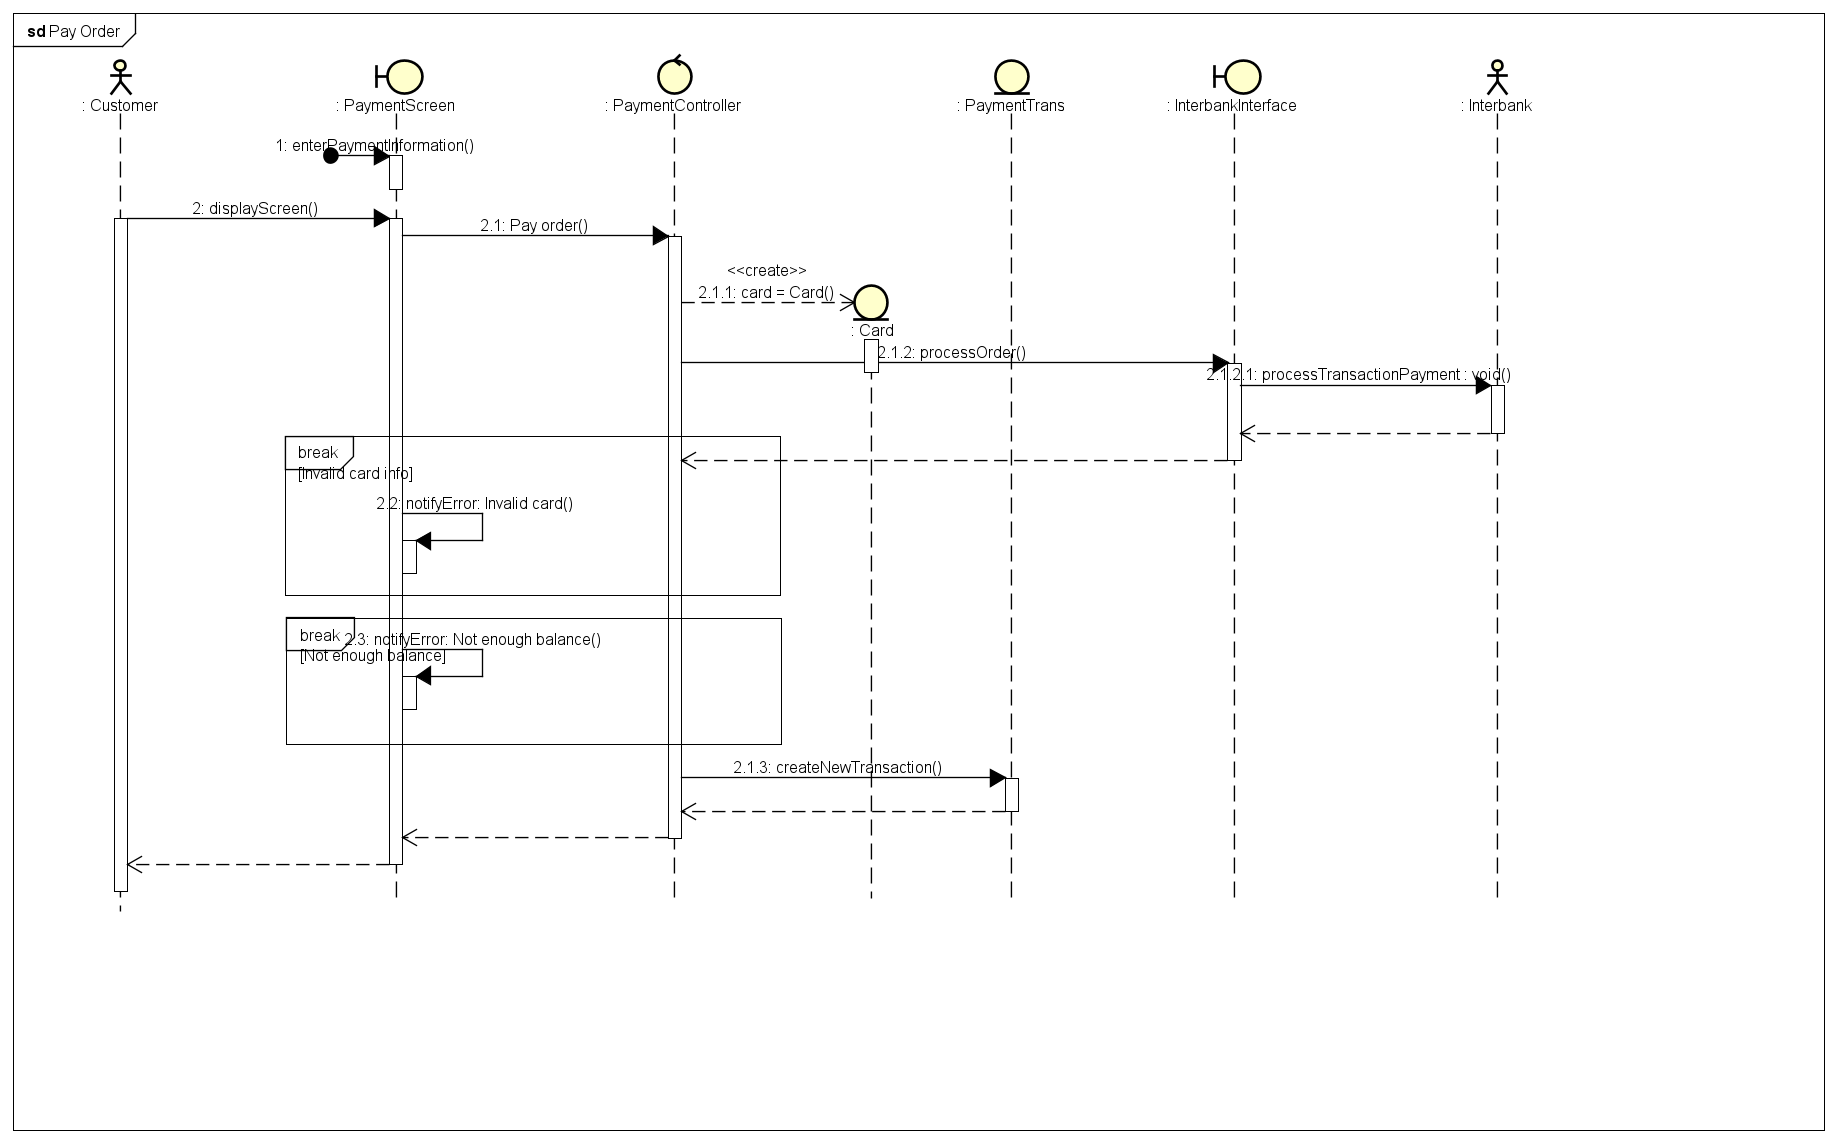 sd Pay Order
: Customer
: PaymentScreen
: PaymentController
: PaymentTrans
: InterbankInterface
: Interbank
1: enterPaymentInformation()
2: displayScreen()
2.1: Pay order()
<<create>>
2.1.1: card = Card()
: Card
2.1.2: processOrder()
2.1.2.1: processTransactionPayment : void()
break
[Invalid card info]
2.2: notifyError: Invalid card()
break
2.3: notifyError: Not enough balance()
[Not enough balance]
2.1.3: createNewTransaction()